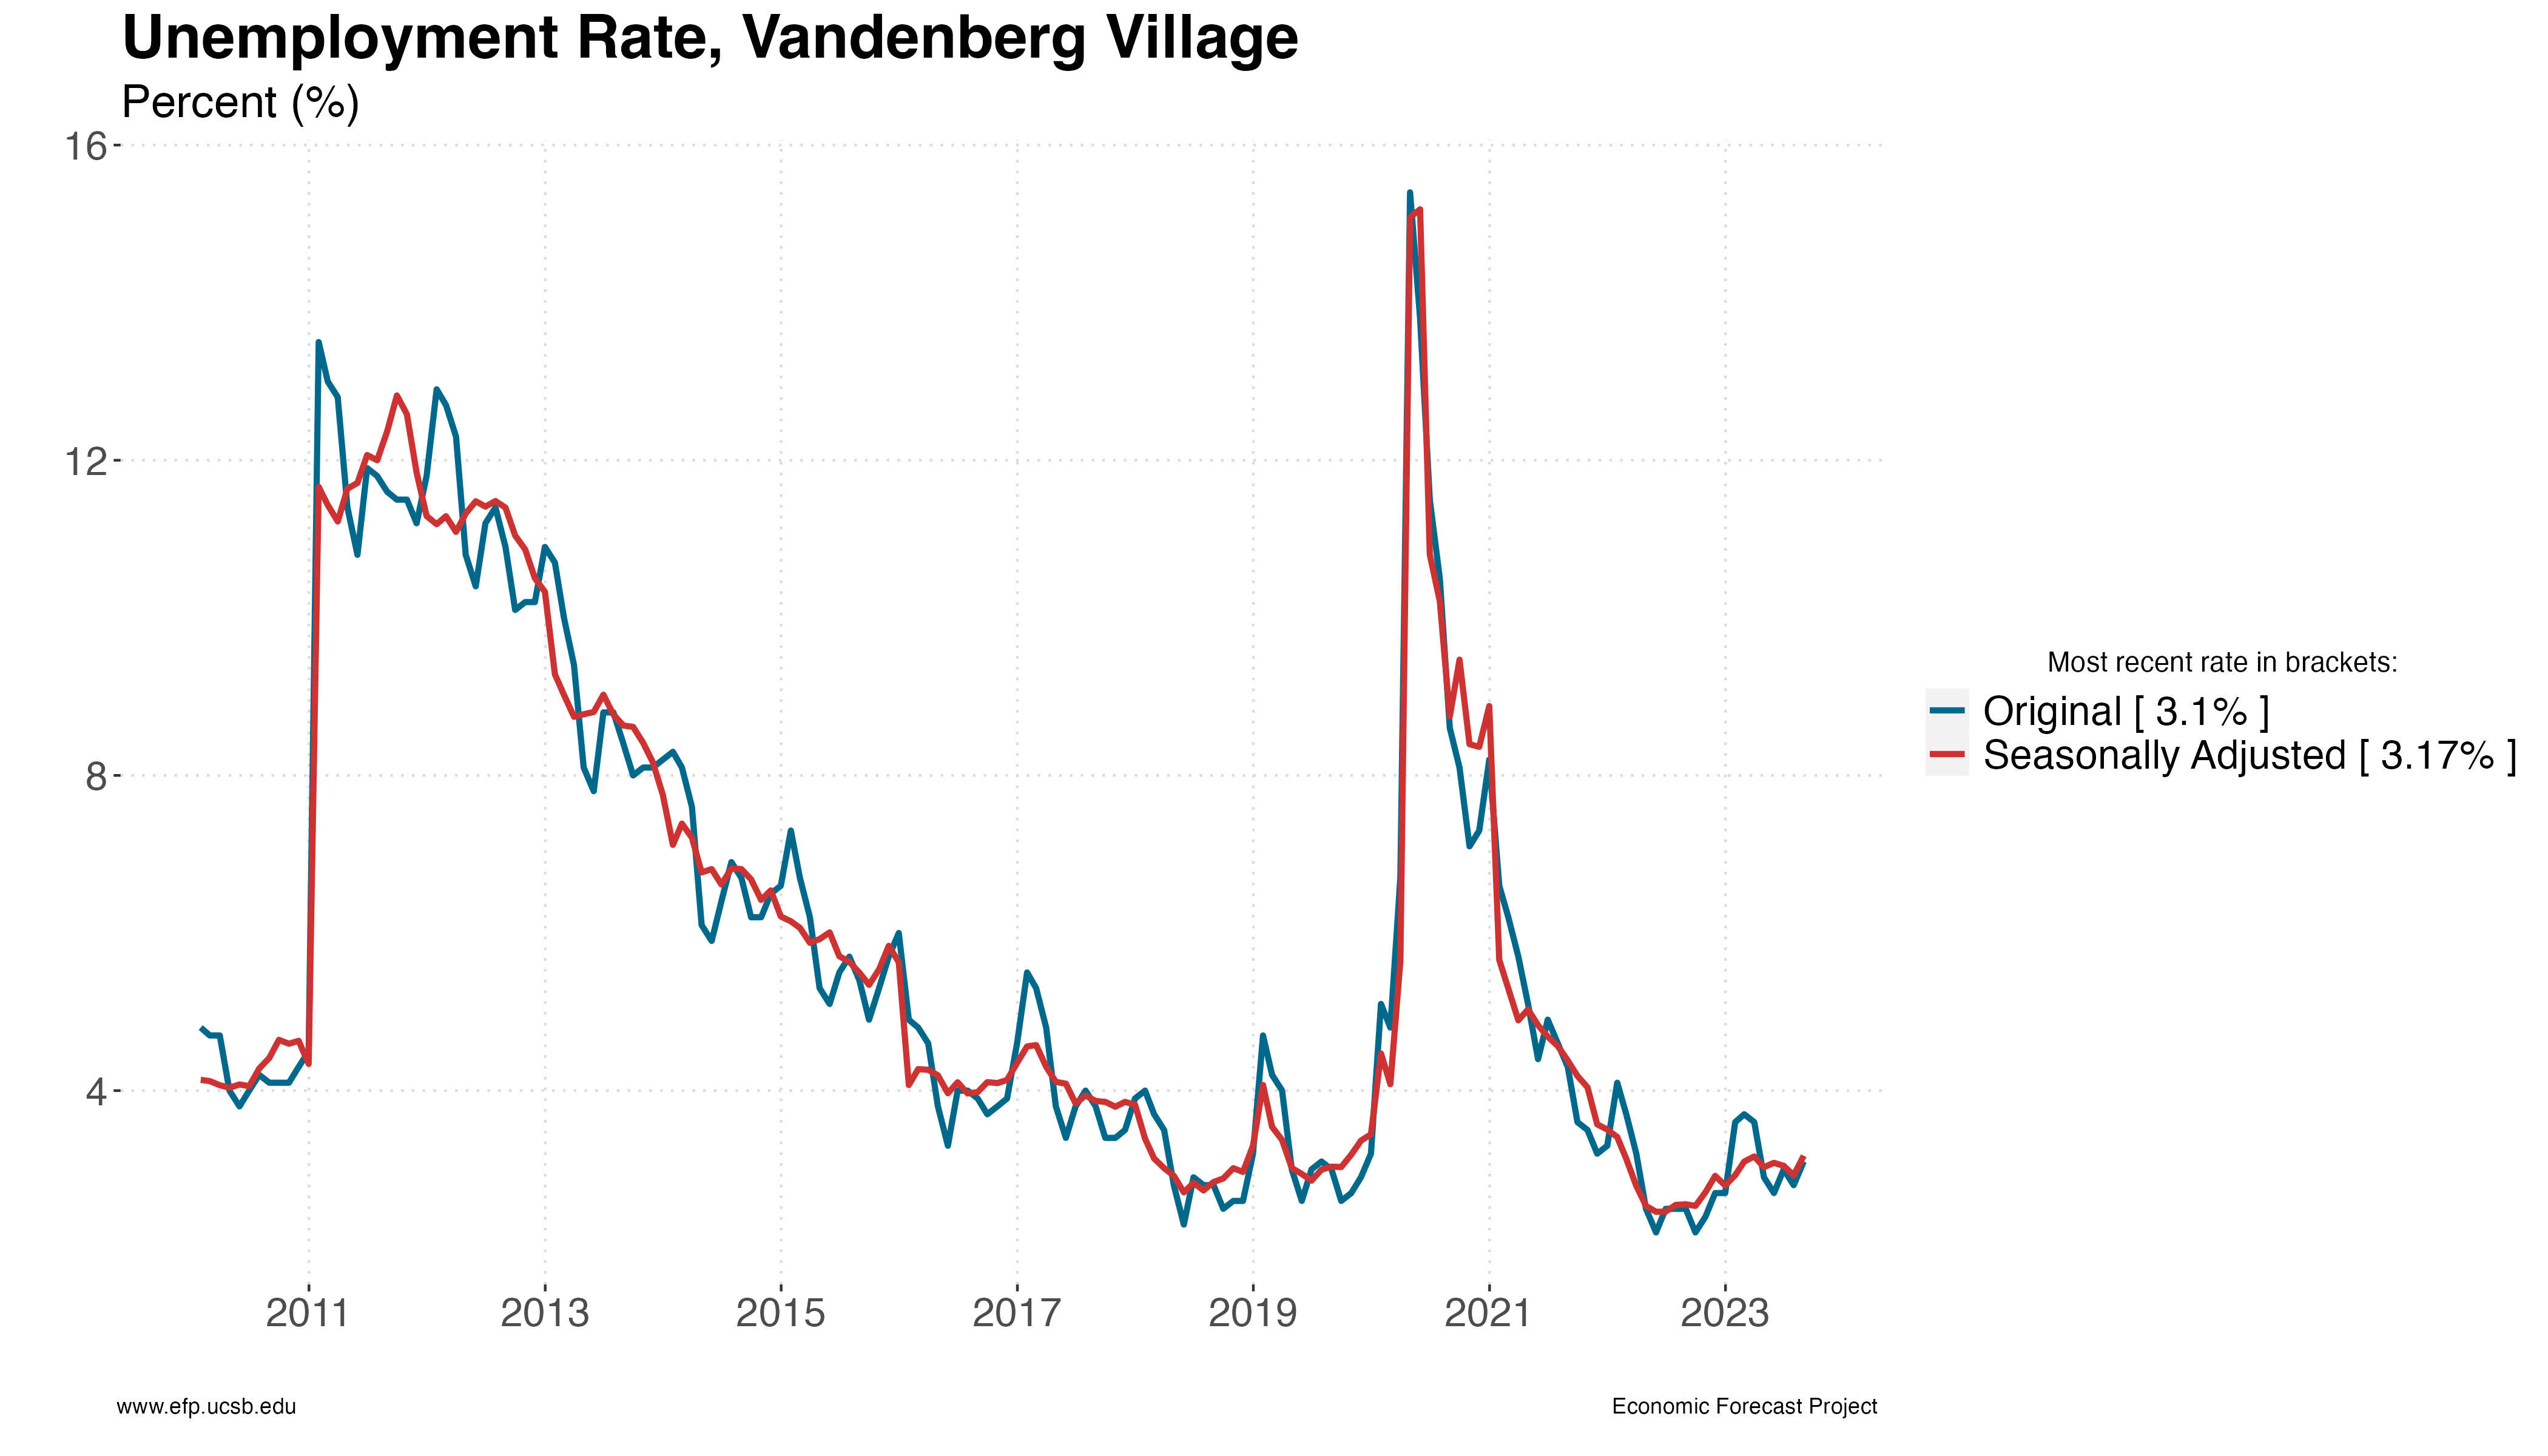 Unemployment Rate, Vandenberg Village
Percent (%)
16
12
8
4
2011 2013 2015 2017 2019 2021 2023
Most recent rate in brackets:
Original [ 3.1% ]
Seasonally Adjusted [ 3.17% ]
www.efp.ucsb.edu
Economic Forecast Project